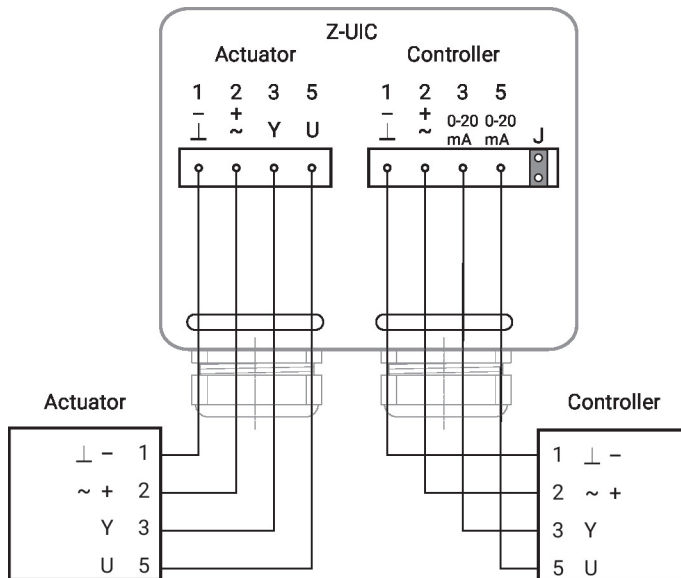 Z-UIC
Actuator Controller
1 2 3 5 1 2 3 5
− + + − +
⊥ ~ Y U ⊥ ~ 0-20 mA 0-20 mA J
Actuator
⊥ − 1
~ + 2
Y 3
U 5
Controller
1 ⊥ −
2 ~ +
3 Y
5 U